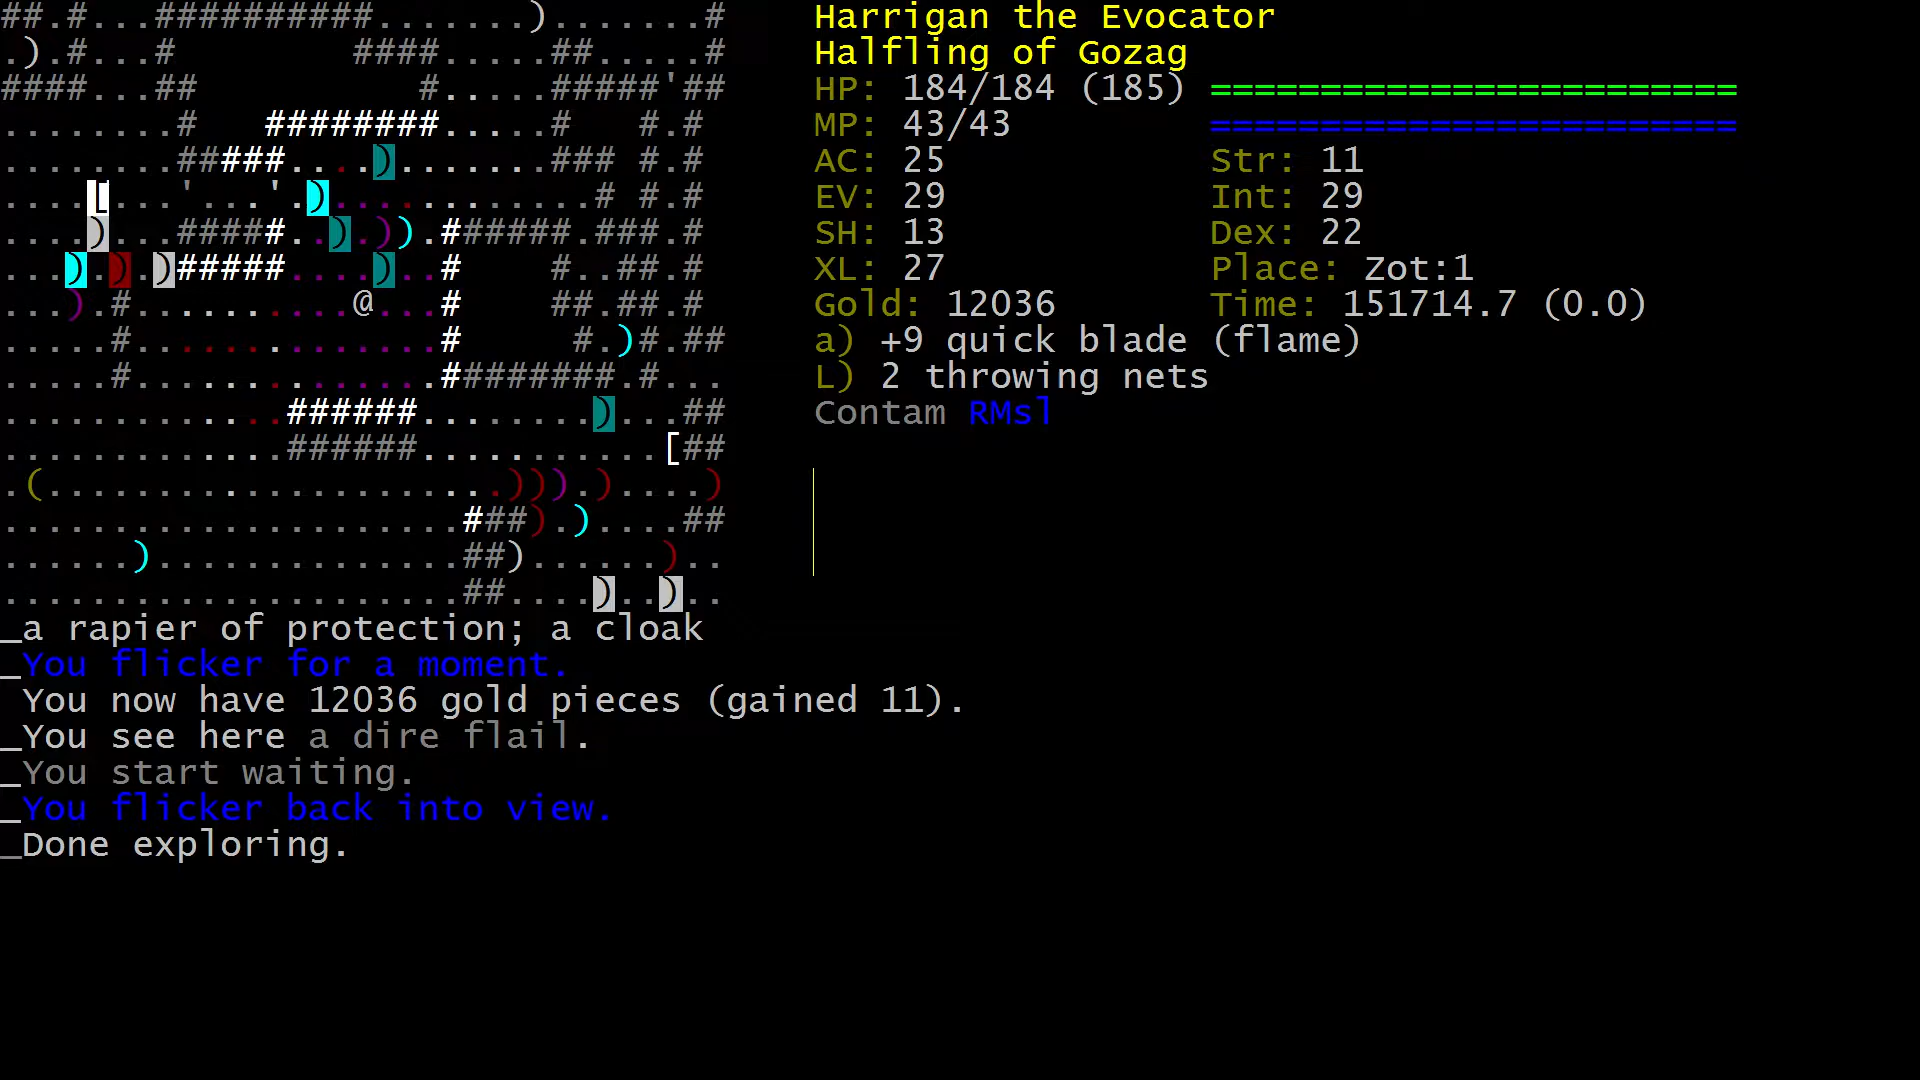 Harrigan the Evocator
Halfling of Gozag
HP: 184/184 (185) ========================
MP: 43/43 ========================
AC: 25 Str: 11
EV: 29 Int: 29
SH: 13 Dex: 22
XL: 27 Place: Zot:1
Gold: 12036 Time: 151714.7 (0.0)
a) +9 quick blade (flame)
L) 2 throwing nets
Contam RMsl
_a rapier of protection; a cloak
_You flicker for a moment.
You now have 12036 gold pieces (gained 11).
_You see here a dire flail.
_You start waiting.
_You flicker back into view.
_Done exploring.